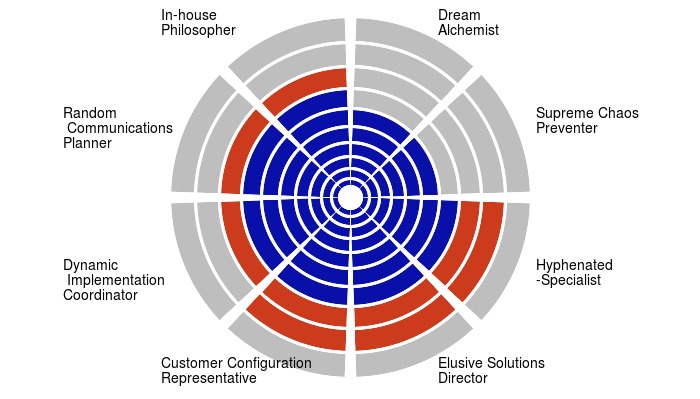 In-house
Philosopher
Dream
Alchemist
Random
Communications
Planner
Supreme Chaos
Preventer
Dynamic
Implementation
Coordinator
Hyphenated
-Specialist
Customer Configuration
Representative
Elusive Solutions
Director